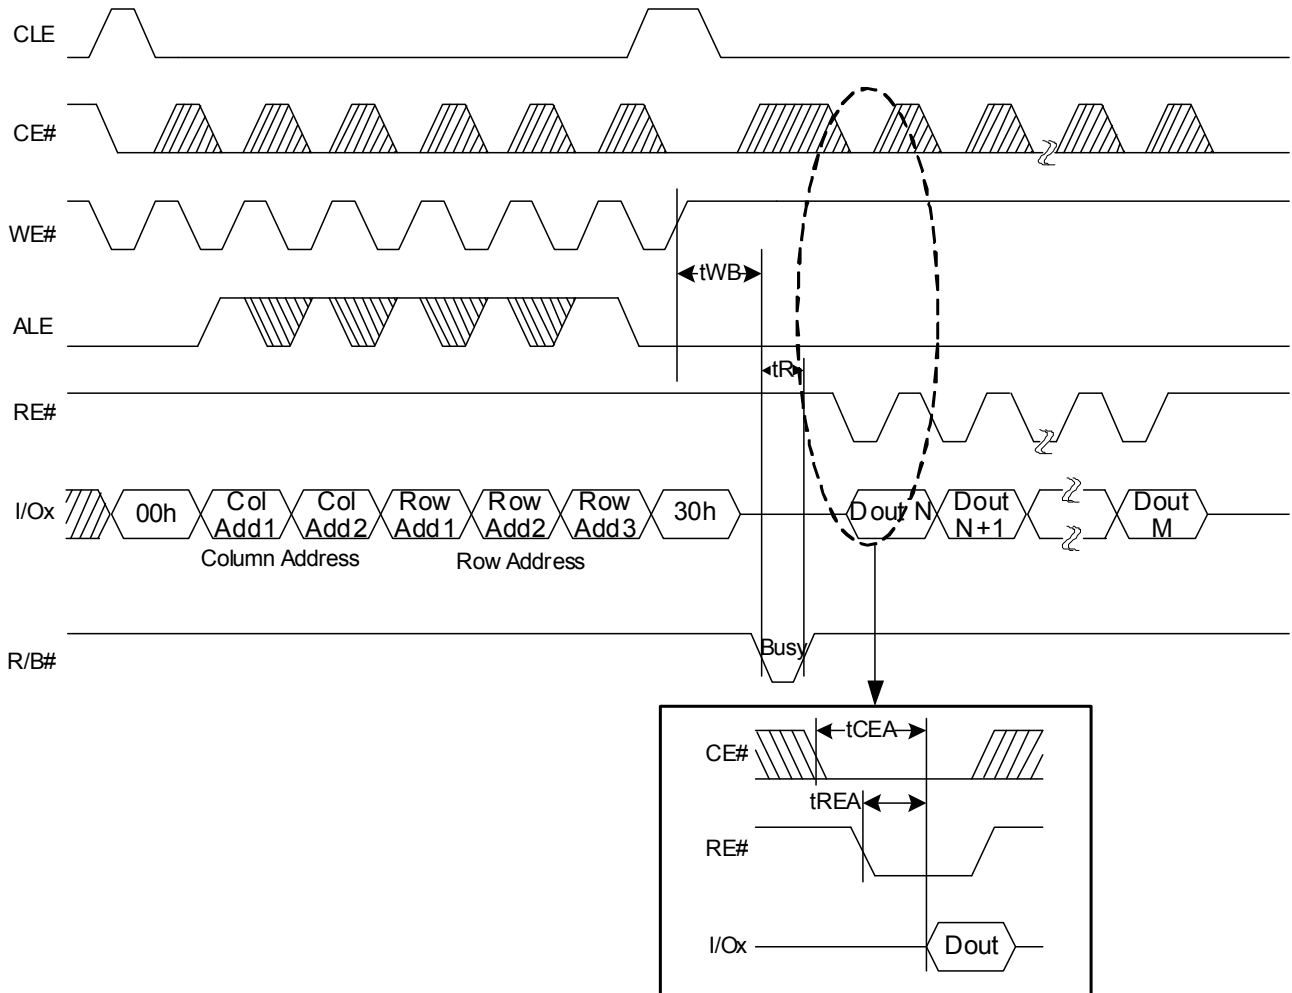 CLE
CE#
WE#
tWB
ALE
tR
RE#
I/Ox
00h
Col
Add1
Col
Add2
Row
Add1
Row
Add2
Row
Add3
30h
Dout N
Dout
N+1
Dout
M
Column Address
Row Address
R/B#
Busy
CE#
tCEA
tREA
RE#
I/Ox
Dout